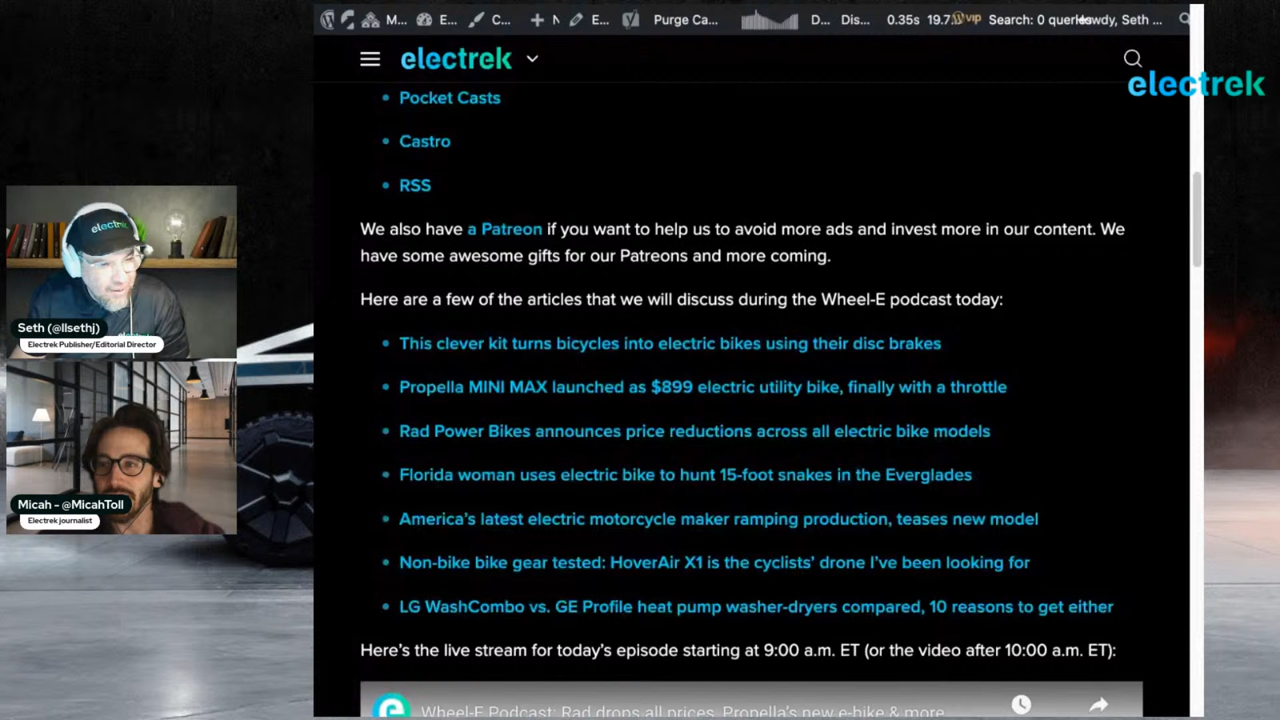 M... E... C... N E... Purge Ca... D... Dis... 0.35s 19.7 vip Search: 0 queries Howdy, Seth ...
electrek
electrek
Pocket Casts
Castro
RSS
We also have a Patreon if you want to help us to avoid more ads and invest more in our content. We
have some awesome gifts for our Patreons and more coming.
Here are a few of the articles that we will discuss during the Wheel-E podcast today:
This clever kit turns bicycles into electric bikes using their disc brakes
Propella MINI MAX launched as $899 electric utility bike, finally with a throttle
Rad Power Bikes announces price reductions across all electric bike models
Florida woman uses electric bike to hunt 15-foot snakes in the Everglades
America's latest electric motorcycle maker ramping production, teases new model
Non-bike bike gear tested: HoverAir X1 is the cyclists' drone I've been looking for
LG WashCombo vs. GE Profile heat pump washer-dryers compared, 10 reasons to get either
Here's the live stream for today's episode starting at 9:00 a.m. ET (or the video after 10:00 a.m. ET):
Wheel-E Podcast: Rad drops all prices, Propella's new e-bike & more
electrek
Seth (@llsethj)
Electrek Publisher/Editorial Director
Micah - @MicahToll
Electrek journalist